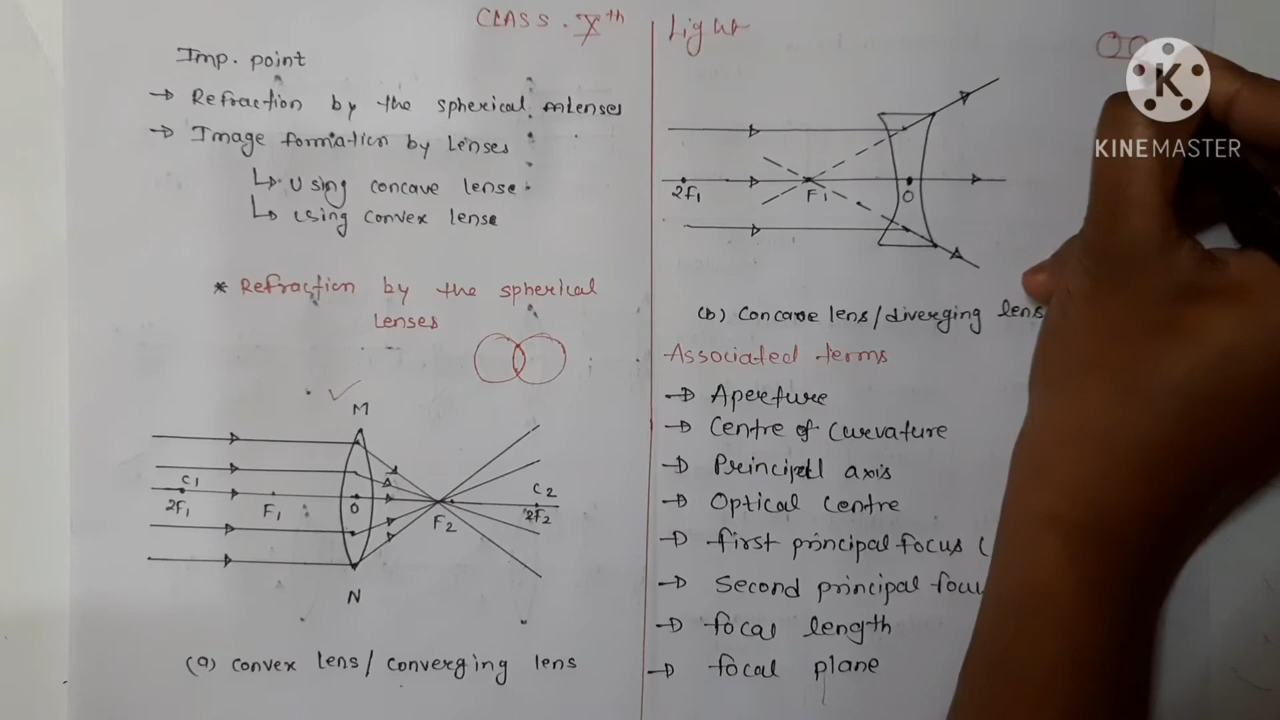 CLASS. Xth
Light
Imp. point
→ Refraction by the spherical lenses
→ Image formation by Lenses
↳ Using concave lense
↳ Using convex lense
* Refraction by the spherical
Lenses
M
C1
2F1
F1
O
F2
C2
2F2
N
(a) convex lens/converging lens
2F1
F1
O
(b) Concave lens/diverging lens
Associated terms
→ Aperture
→ Centre of Curvature
→ Principal axis
→ Optical centre
→ first principal focus (
→ Second principal focu
→ focal length
→ focal plane
K
KINEMASTER